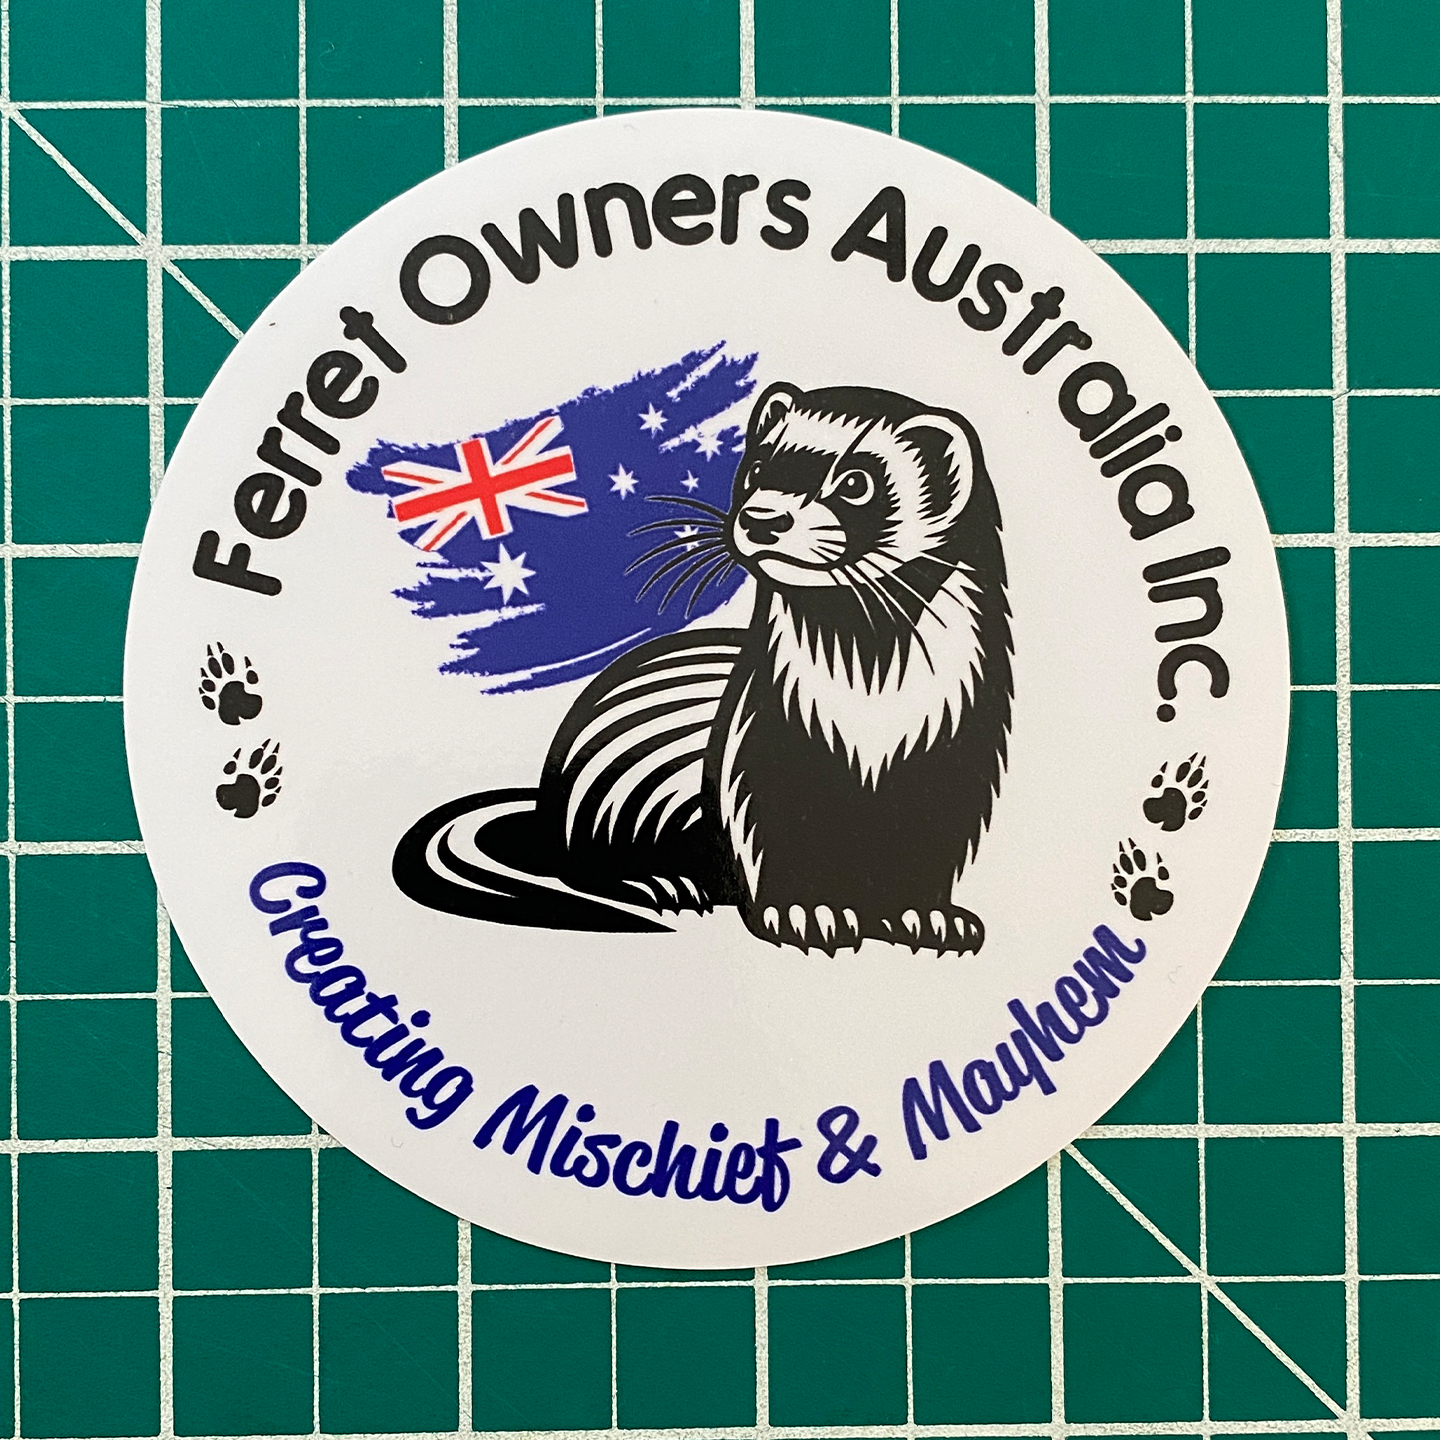 Ferret Owners Australia Inc.
Creating Mischief & Mayhem